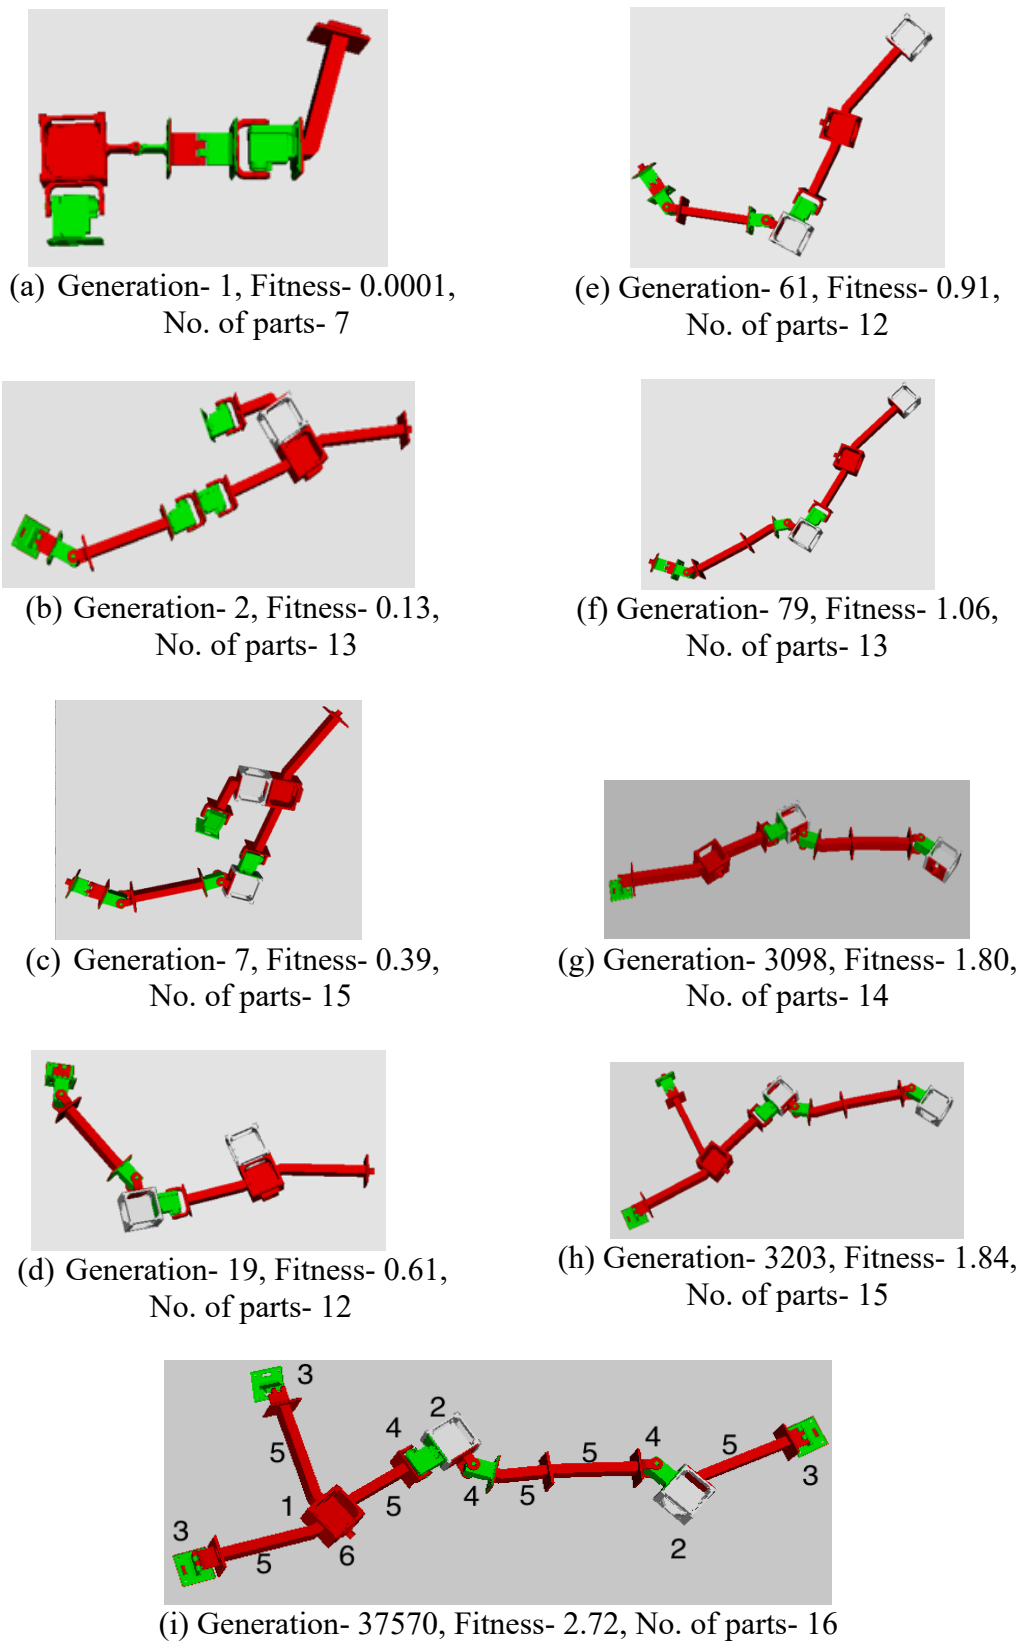 (a) Generation- 1, Fitness- 0.0001,
No. of parts- 7
(b) Generation- 2, Fitness- 0.13,
No. of parts- 13
(c) Generation- 7, Fitness- 0.39,
No. of parts- 15
(d) Generation- 19, Fitness- 0.61,
No. of parts- 12
(e) Generation- 61, Fitness- 0.91,
No. of parts- 12
(f) Generation- 79, Fitness- 1.06,
No. of parts- 13
(g) Generation- 3098, Fitness- 1.80,
No. of parts- 14
(h) Generation- 3203, Fitness- 1.84,
No. of parts- 15
3
2
4
5
5
4
5
3
1
5
4
5
3
5
6
2
(i) Generation- 37570, Fitness- 2.72, No. of parts- 16